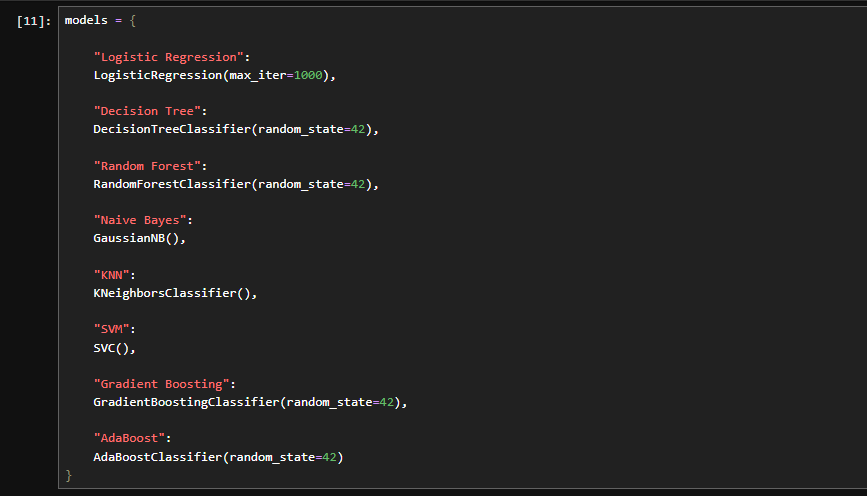 [11]: models = {
"Logistic Regression":
LogisticRegression(max_iter=1000),
"Decision Tree":
DecisionTreeClassifier(random_state=42),
"Random Forest":
RandomForestClassifier(random_state=42),
"Naive Bayes":
GaussianNB(),
"KNN":
KNeighborsClassifier(),
"SVM":
SVC(),
"Gradient Boosting":
GradientBoostingClassifier(random_state=42),
"AdaBoost":
AdaBoostClassifier(random_state=42)
}